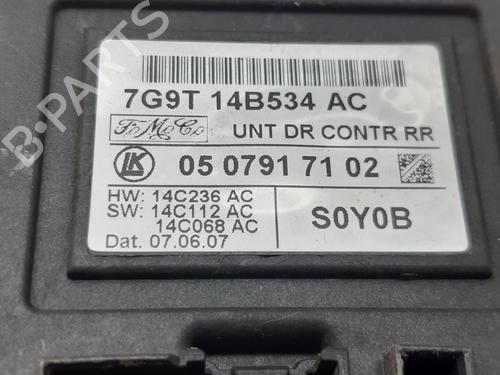 7G9T 14B534 AC
FoMoCo UNT DR CONTR RR
LK 05 0791 71 02
HW: 14C236 AC
SW: 14C112 AC
14C068 AC
S0Y0B
Dat. 07.06.07
B-PARTS